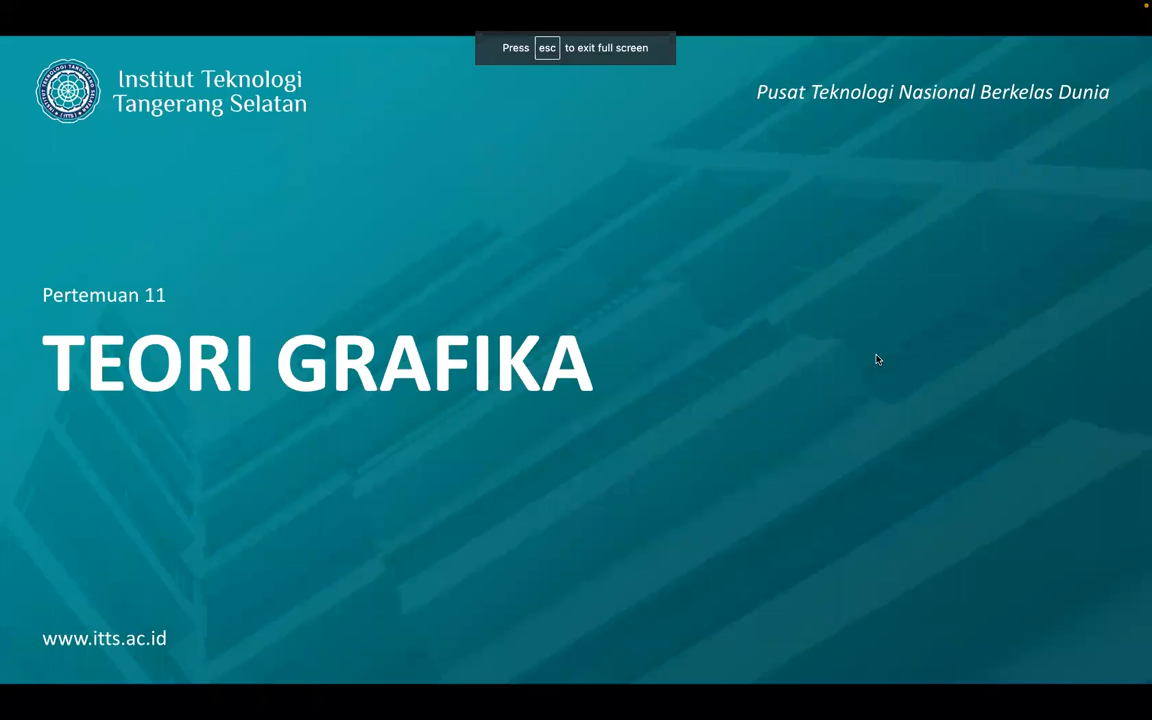 Press esc to exit full screen
Institut Teknologi
Tangerang Selatan
Pusat Teknologi Nasional Berkelas Dunia
Pertemuan 11
TEORI GRAFIKA
www.itts.ac.id